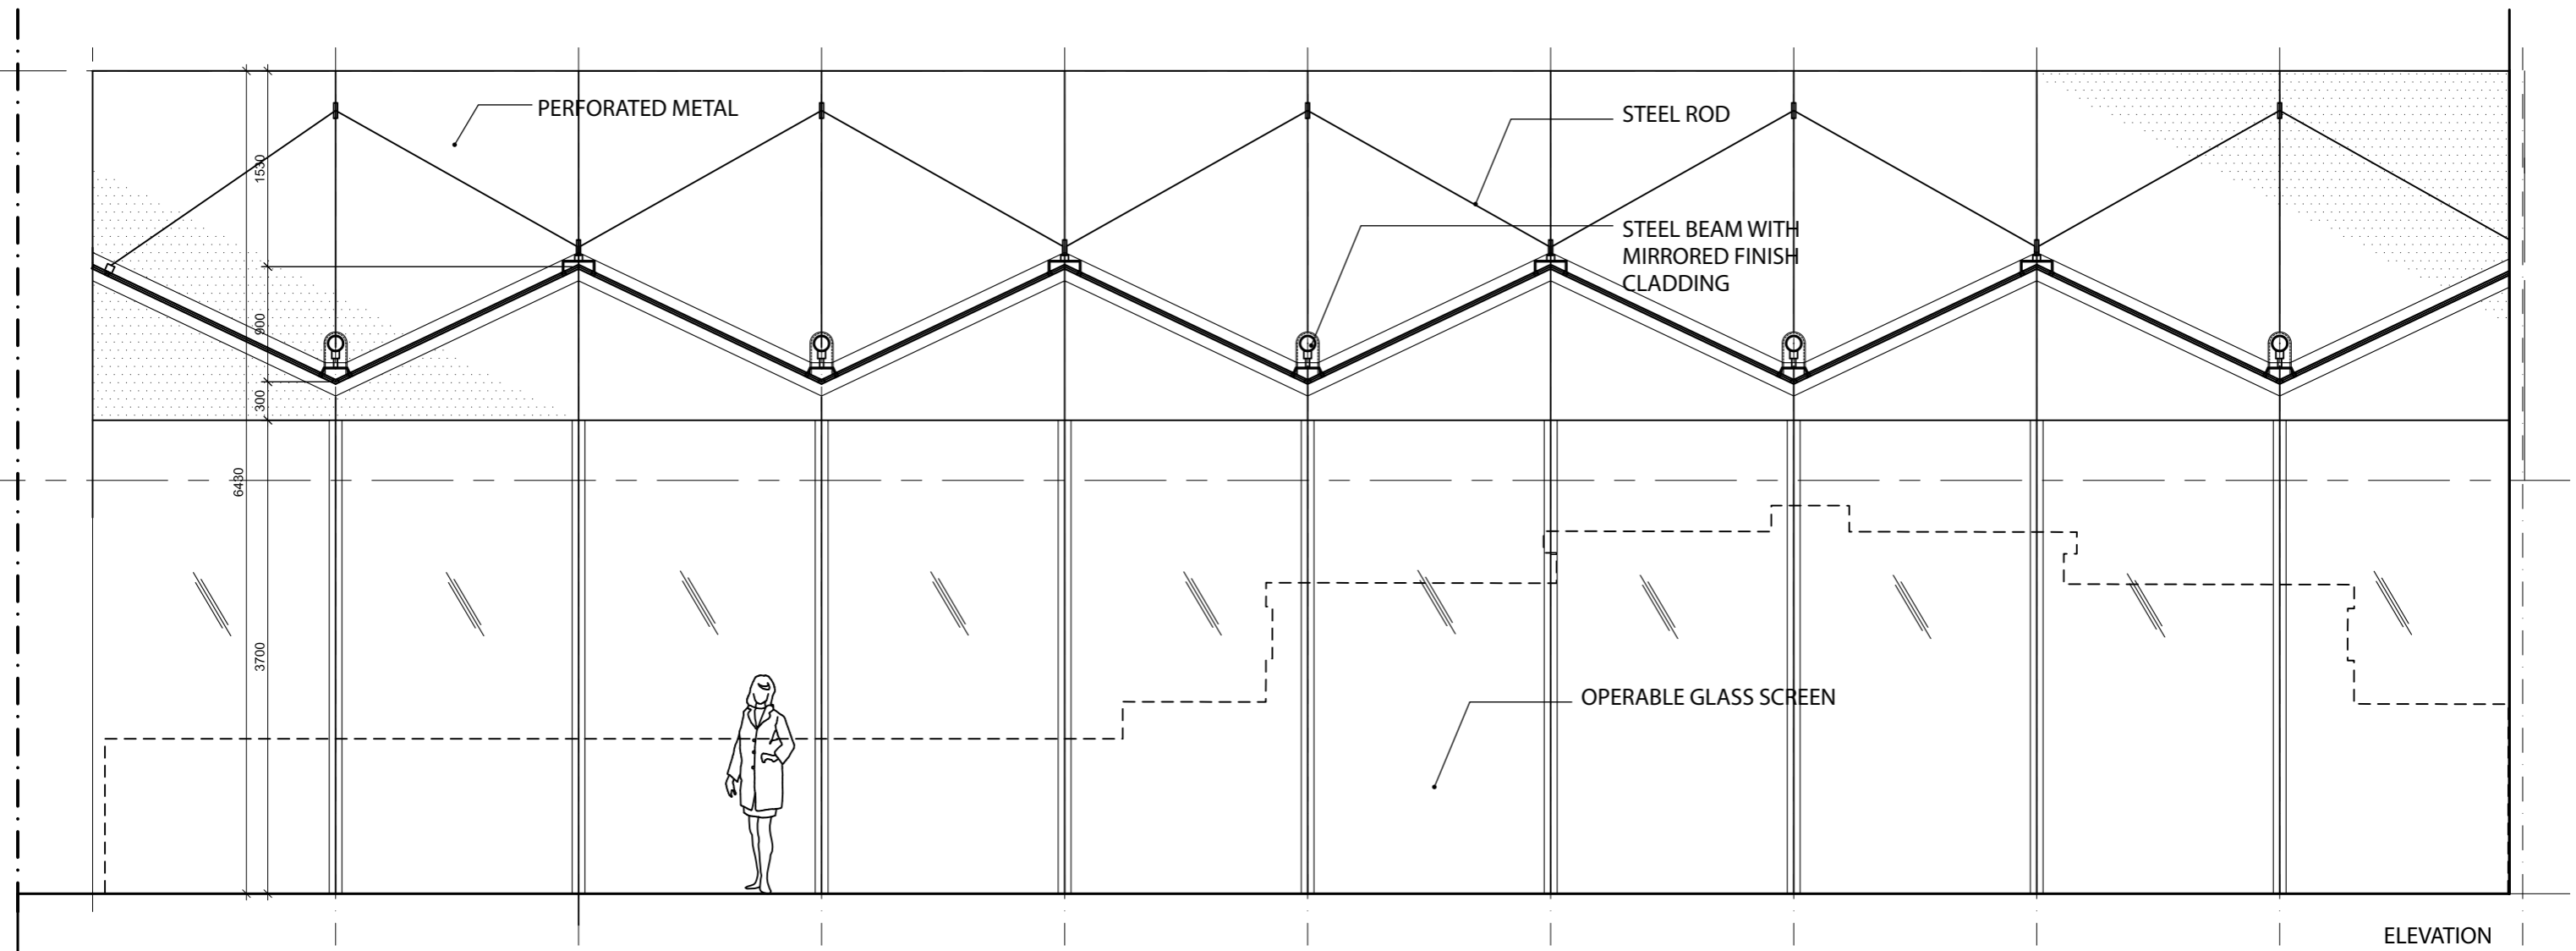 PERFORATED METAL
STEEL ROD
1530
STEEL BEAM WITH
MIRRORED FINISH
CLADDING
900
300
6430
3700
OPERABLE GLASS SCREEN
ELEVATION